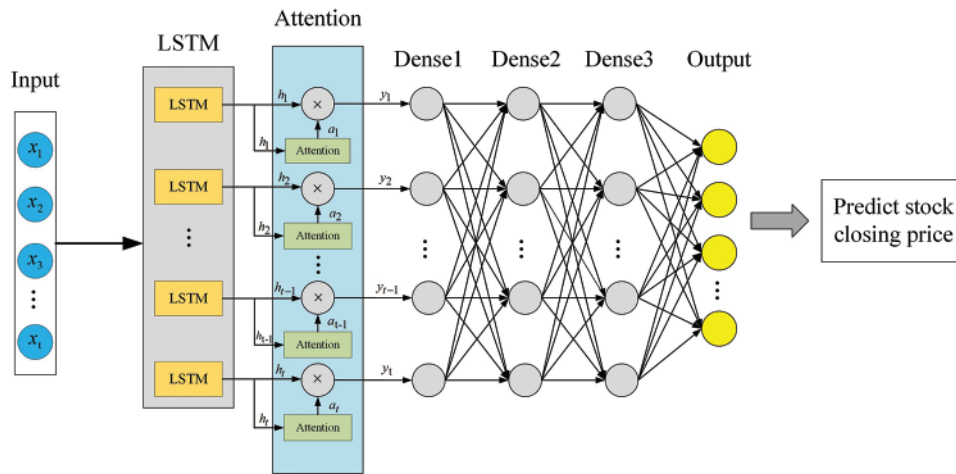 Input
LSTM
Attention
Dense1
Dense2
Dense3
Output
x₁
x₂
x₃
...
xₜ
LSTM
LSTM
...
LSTM
LSTM
h₁
×
y₁
h₁
a₁
Attention
h₂
×
y₂
h₂
a₂
Attention
...
hₜ₋₁
×
yₜ₋₁
hₜ₋₁
aₜ₋₁
Attention
hₜ
×
yₜ
hₜ
aₜ
Attention
...
...
...
...
Predict stock
closing price